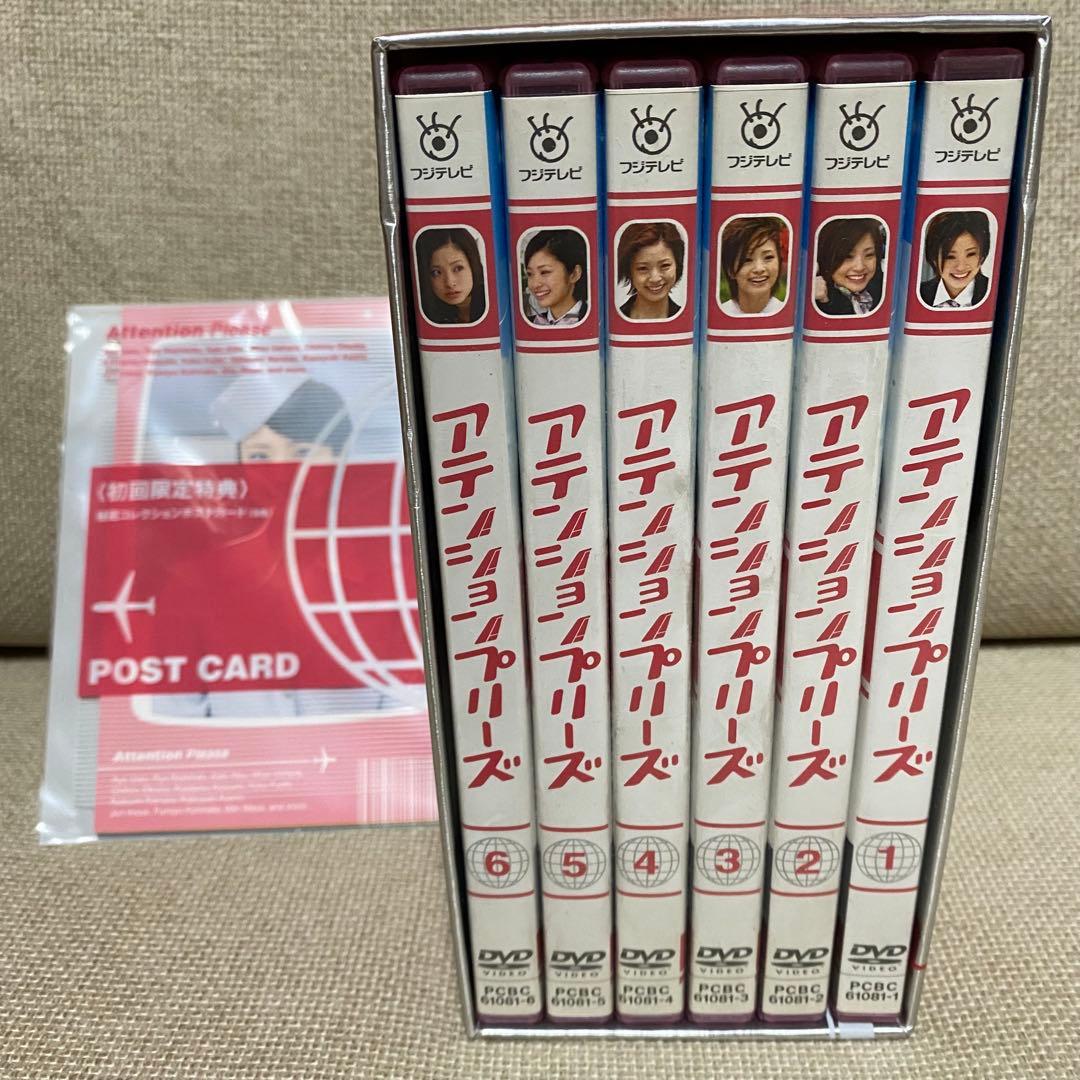 Attention Please
〈初回限定特典〉
POST CARD
Attention Please
フジテレビ
アテンションプリーズ
6
DVD
VIDEO
PCBC
61081-6
フジテレビ
アテンションプリーズ
5
DVD
VIDEO
PCBC
61081-5
フジテレビ
アテンションプリーズ
4
DVD
VIDEO
PCBC
61081-4
フジテレビ
アテンションプリーズ
3
DVD
VIDEO
PCBC
61081-3
フジテレビ
アテンションプリーズ
2
DVD
VIDEO
PCBC
61081-2
フジテレビ
アテンションプリーズ
1
DVD
VIDEO
PCBC
61081-1